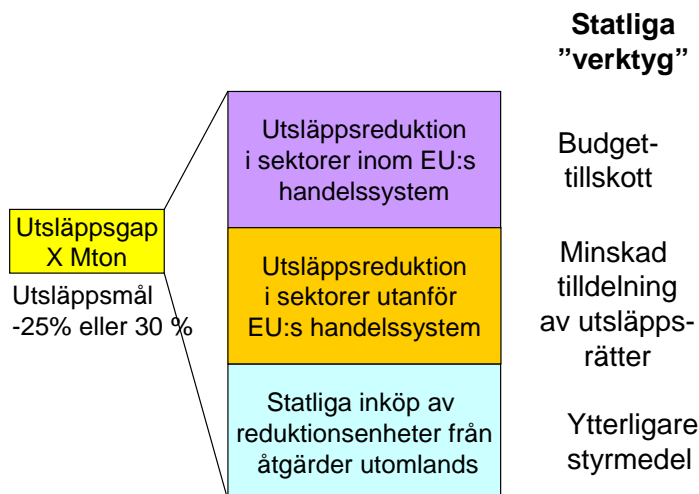 Statliga
”verktyg”
Utsläppsreduktion
i sektorer inom EU:s
handelssystem
Budget-
tillskott
Utsläppsgap
X Mton
Utsläppsmål
-25% eller 30 %
Utsläppsreduktion
i sektorer utanför
EU:s handelssystem
Minskad
tilldelning
av utsläpps-
rätter
Statliga inköp av
reduktionsenheter från
åtgärder utomlands
Ytterligare
styrmedel